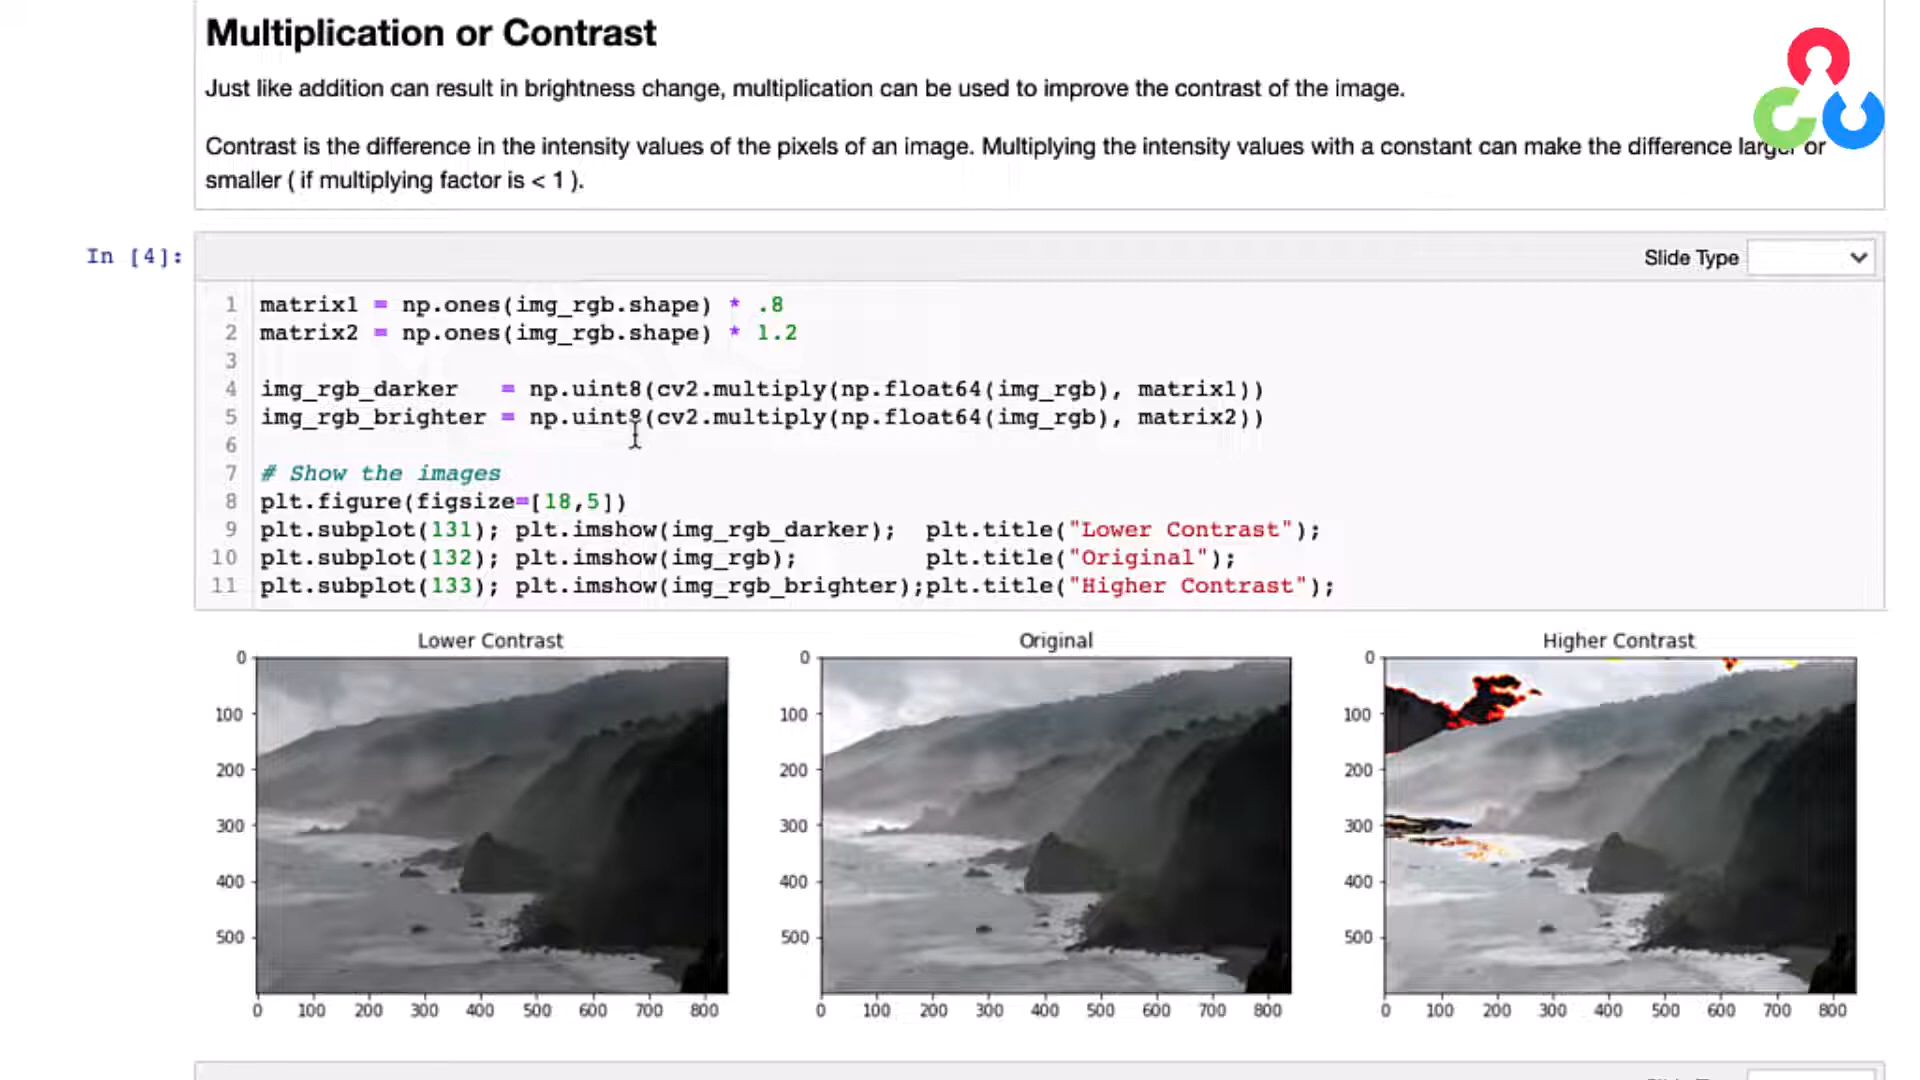 Multiplication or Contrast
Just like addition can result in brightness change, multiplication can be used to improve the contrast of the image.
Contrast is the difference in the intensity values of the pixels of an image. Multiplying the intensity values with a constant can make the difference larger or
smaller ( if multiplying factor is < 1 ).
In [4]:
Slide Type
1 matrix1 = np.ones(img_rgb.shape) * .8
2 matrix2 = np.ones(img_rgb.shape) * 1.2
3
4 img_rgb_darker   = np.uint8(cv2.multiply(np.float64(img_rgb), matrix1))
5 img_rgb_brighter = np.uint8(cv2.multiply(np.float64(img_rgb), matrix2))
6
7 # Show the images
8 plt.figure(figsize=[18,5])
9 plt.subplot(131); plt.imshow(img_rgb_darker);  plt.title("Lower Contrast");
10 plt.subplot(132); plt.imshow(img_rgb);         plt.title("Original");
11 plt.subplot(133); plt.imshow(img_rgb_brighter);plt.title("Higher Contrast");
Lower Contrast
0
100
200
300
400
500
0 100 200 300 400 500 600 700 800
Original
0
100
200
300
400
500
0 100 200 300 400 500 600 700 800
Higher Contrast
0
100
200
300
400
500
0 100 200 300 400 500 600 700 800